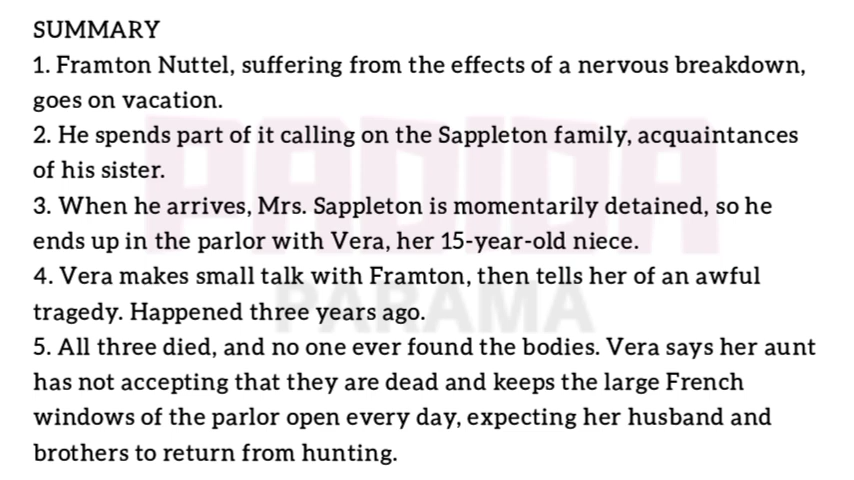 SUMMARY
1. Framton Nuttel, suffering from the effects of a nervous breakdown,
goes on vacation.
2. He spends part of it calling on the Sappleton family, acquaintances
of his sister.
3. When he arrives, Mrs. Sappleton is momentarily detained, so he
ends up in the parlor with Vera, her 15-year-old niece.
4. Vera makes small talk with Framton, then tells her of an awful
tragedy. Happened three years ago.
5. All three died, and no one ever found the bodies. Vera says her aunt
has not accepting that they are dead and keeps the large French
windows of the parlor open every day, expecting her husband and
brothers to return from hunting.
PADIDA
PARAMA